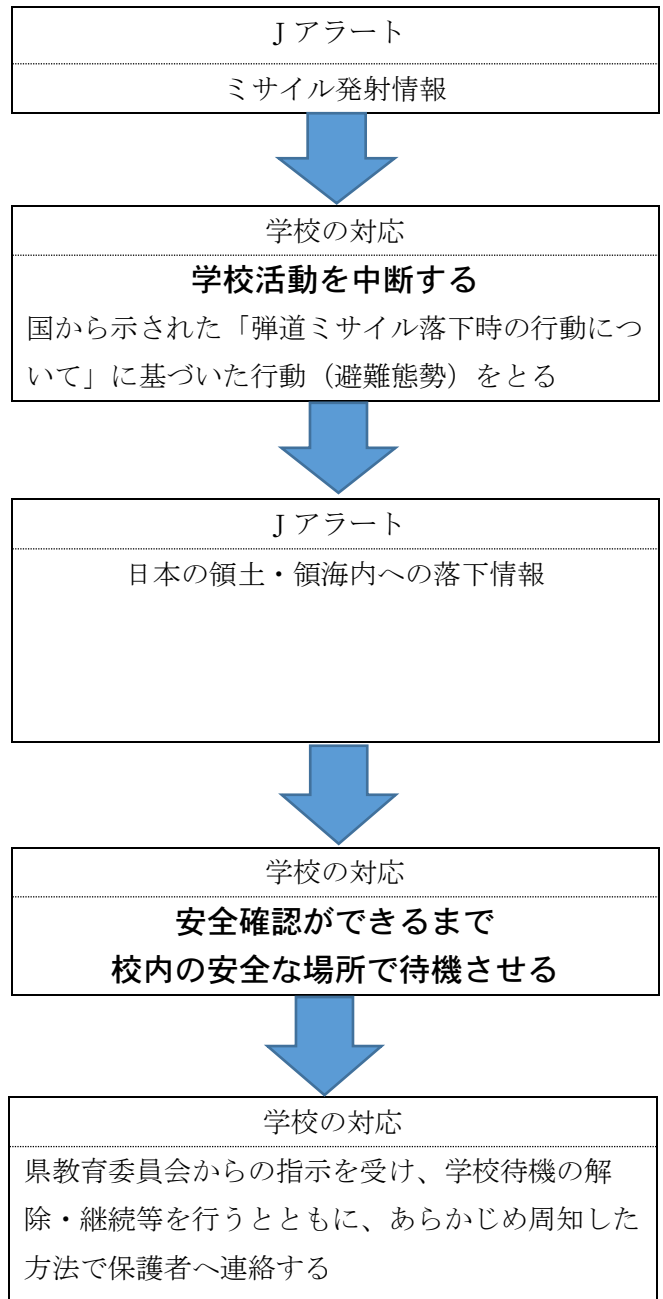 Jアラート
ミサイル発射情報
学校の対応
学校活動を中断する
国から示された「弾道ミサイル落下時の行動につ
いて」に基づいた行動（避難態勢）をとる
Jアラート
日本の領土・領海内への落下情報
学校の対応
安全確認ができるまで
校内の安全な場所で待機させる
学校の対応
県教育委員会からの指示を受け、学校待機の解
除・継続等を行うとともに、あらかじめ周知した
方法で保護者へ連絡する